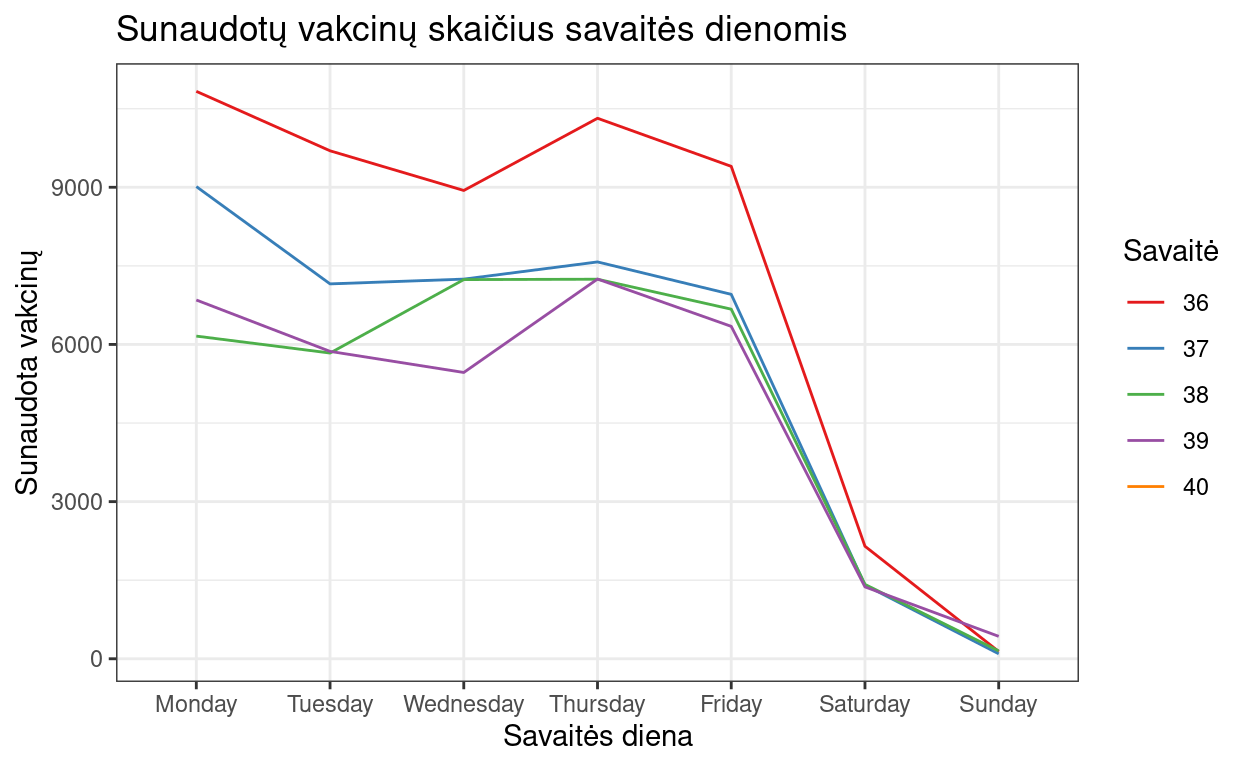 Sunaudotų vakcinų skaičius savaitės dienomis
Sunaudota vakcinų
9000
6000
3000
0
Monday Tuesday Wednesday Thursday Friday Saturday Sunday
Savaitės diena
Savaitė
36
37
38
39
40